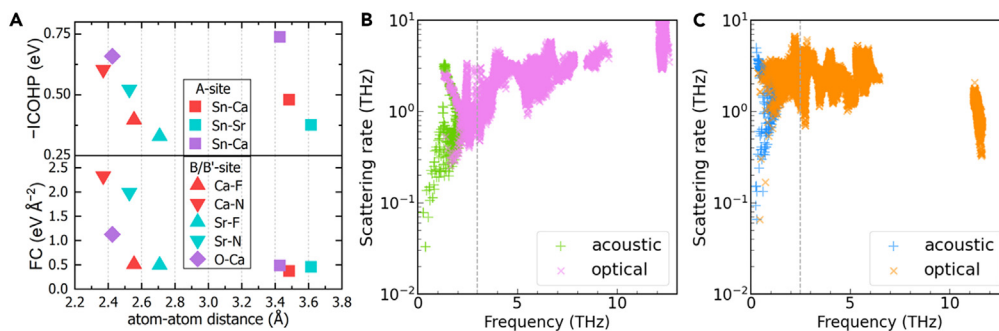 A
−ICOHP (eV)
0.75
0.50
0.25
A-site
Sn-Ca
Sn-Sr
Sn-Ca
FC (eV Å⁻²)
2.5
2.0
1.5
1.0
0.5
0.0
B/B'-site
Ca-F
Ca-N
Sr-F
Sr-N
O-Ca
2.2 2.4 2.6 2.8 3.0 3.2 3.4 3.6 3.8
atom-atom distance (Å)
B
Scattering rate (THz)
10¹
10⁰
10⁻¹
10⁻²
acoustic
optical
0 5 10
Frequency (THz)
C
Scattering rate (THz)
10¹
10⁰
10⁻¹
10⁻²
acoustic
optical
0 5 10
Frequency (THz)